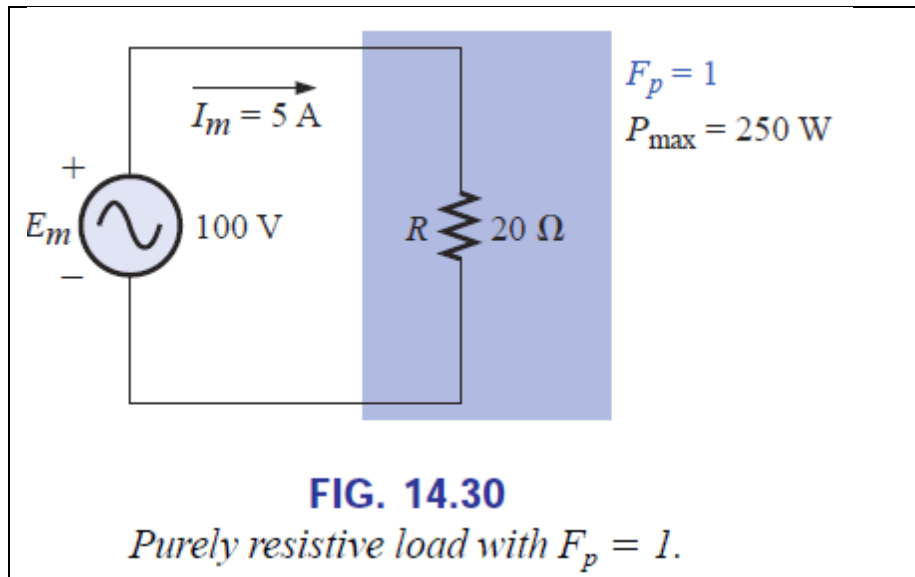 Fp = 1
Im = 5 A
Pmax = 250 W
+
Em
100 V
R
20 Ω
−
FIG. 14.30
Purely resistive load with Fp = 1.